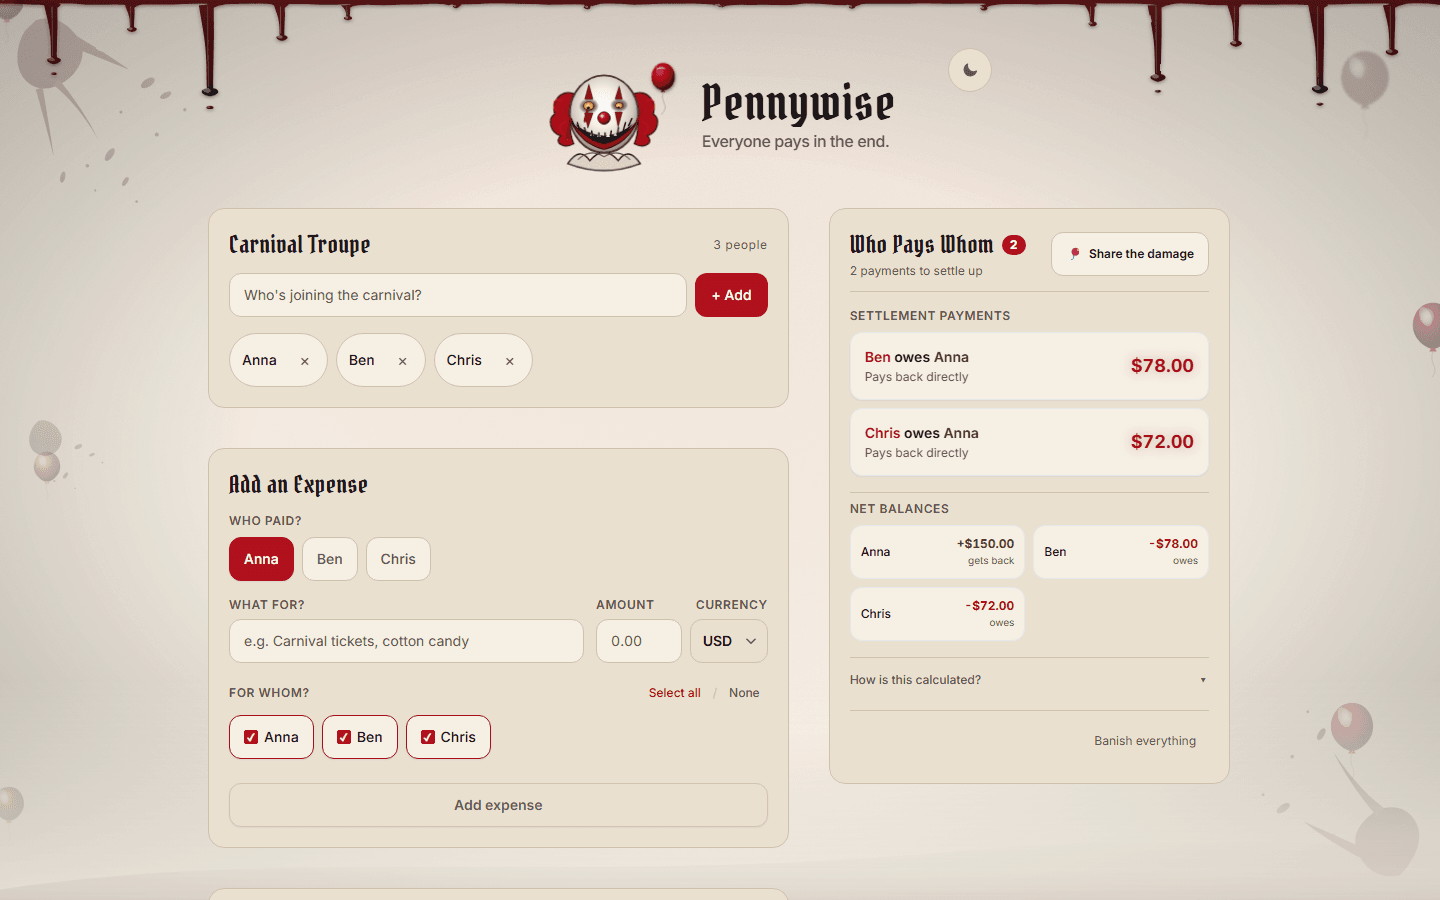 Pennywise
Everyone pays in the end.
Carnival Troupe
3 people
Who's joining the carnival?
+ Add
Anna ×
Ben ×
Chris ×
Add an Expense
WHO PAID?
Anna
Ben
Chris
WHAT FOR?
AMOUNT
CURRENCY
e.g. Carnival tickets, cotton candy
0.00
USD
FOR WHOM?
Select all / None
Anna
Ben
Chris
Add expense
Who Pays Whom 2
2 payments to settle up
Share the damage
SETTLEMENT PAYMENTS
Ben owes Anna
Pays back directly
$78.00
Chris owes Anna
Pays back directly
$72.00
NET BALANCES
Anna
+$150.00
gets back
Ben
-$78.00
owes
Chris
-$72.00
owes
How is this calculated?
Banish everything